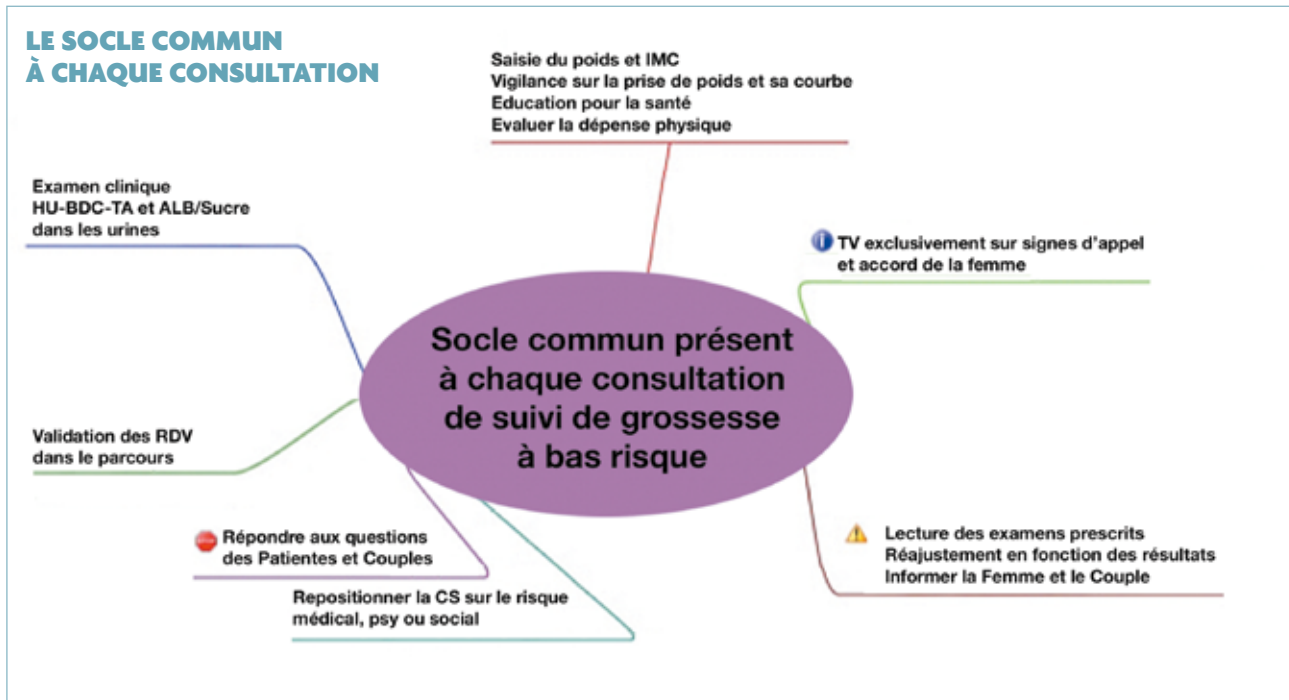 LE SOCLE COMMUN
À CHAQUE CONSULTATION
Saisie du poids et IMC
Vigilance sur la prise de poids et sa courbe
Education pour la santé
Evaluer la dépense physique
Examen clinique
HU-BDC-TA et ALB/Sucre
dans les urines
TV exclusivement sur signes d'appel
et accord de la femme
Socle commun présent
à chaque consultation
de suivi de grossesse
à bas risque
Validation des RDV
dans le parcours
Répondre aux questions
des Patientes et Couples
Lecture des examens prescrits
Réajustement en fonction des résultats
Informer la Femme et le Couple
Repositionner la CS sur le risque
médical, psy ou social